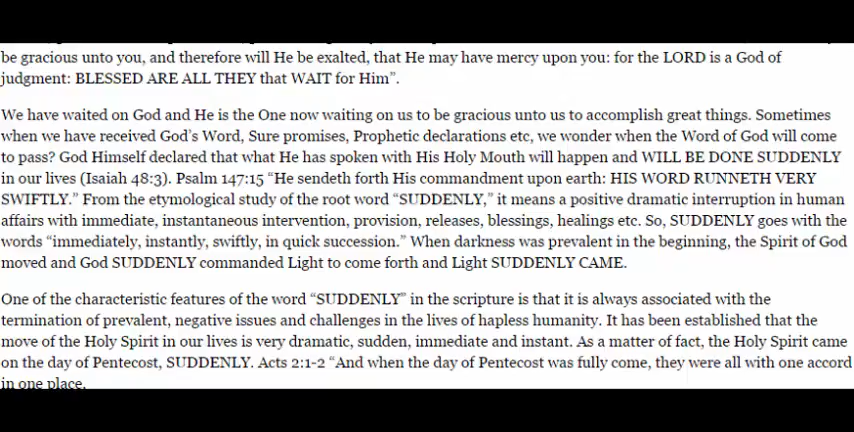 be gracious unto you, and therefore will He be exalted, that He may have mercy upon you: for the LORD is a God of
judgment: BLESSED ARE ALL THEY that WAIT for Him”.
We have waited on God and He is the One now waiting on us to be gracious unto us to accomplish great things. Sometimes
when we have received God’s Word, Sure promises, Prophetic declarations etc, we wonder when the Word of God will come
to pass? God Himself declared that what He has spoken with His Holy Mouth will happen and WILL BE DONE SUDDENLY
in our lives (Isaiah 48:3). Psalm 147:15 “He sendeth forth His commandment upon earth: HIS WORD RUNNETH VERY
SWIFTLY.” From the etymological study of the root word “SUDDENLY,” it means a positive dramatic interruption in human
affairs with immediate, instantaneous intervention, provision, releases, blessings, healings etc. So, SUDDENLY goes with the
words “immediately, instantly, swiftly, in quick succession.” When darkness was prevalent in the beginning, the Spirit of God
moved and God SUDDENLY commanded Light to come forth and Light SUDDENLY CAME.
One of the characteristic features of the word “SUDDENLY” in the scripture is that it is always associated with the
termination of prevalent, negative issues and challenges in the lives of hapless humanity. It has been established that the
move of the Holy Spirit in our lives is very dramatic, sudden, immediate and instant. As a matter of fact, the Holy Spirit came
on the day of Pentecost, SUDDENLY. Acts 2:1-2 “And when the day of Pentecost was fully come, they were all with one accord
in one place.